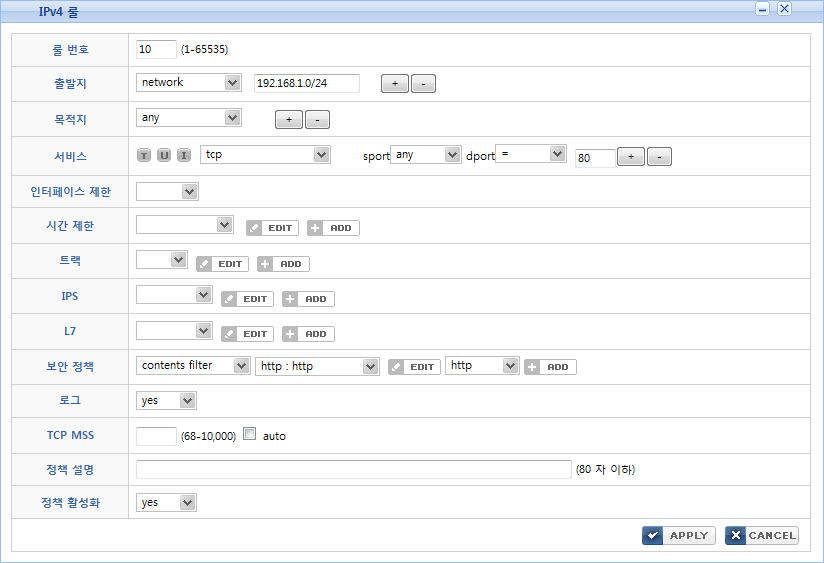 IPv4 룰
룰 번호 10 (1-65535)
출발지 network 192.168.1.0/24 + -
목적지 any + -
서비스 T U I tcp sport any dport = 80 + -
인터페이스 제한
시간 제한 EDIT ADD
트랙 EDIT ADD
IPS EDIT ADD
L7 EDIT ADD
보안 정책 contents filter http : http EDIT http ADD
로그 yes
TCP MSS (68-10,000) auto
정책 설명 (80 자 이하)
정책 활성화 yes
APPLY CANCEL